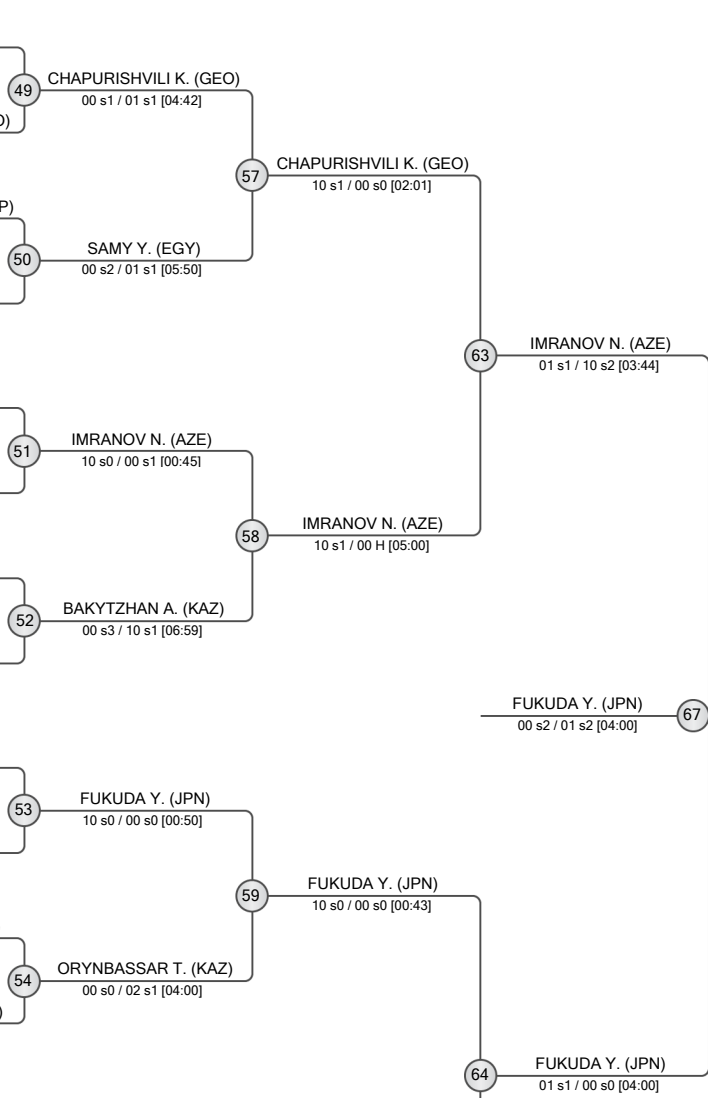 49
CHAPURISHVILI K. (GEO)
00 s1 / 01 s1 [04:42]
57
CHAPURISHVILI K. (GEO)
10 s1 / 00 s0 [02:01]
P)
50
SAMY Y. (EGY)
00 s2 / 01 s1 [05:50]
63
IMRANOV N. (AZE)
01 s1 / 10 s2 [03:44]
51
IMRANOV N. (AZE)
10 s0 / 00 s1 [00:45]
58
IMRANOV N. (AZE)
10 s1 / 00 H [05:00]
52
BAKYTZHAN A. (KAZ)
00 s3 / 10 s1 [06:59]
FUKUDA Y. (JPN)
00 s2 / 01 s2 [04:00]
67
53
FUKUDA Y. (JPN)
10 s0 / 00 s0 [00:50]
59
FUKUDA Y. (JPN)
10 s0 / 00 s0 [00:43]
54
ORYNBASSAR T. (KAZ)
00 s0 / 02 s1 [04:00]
64
FUKUDA Y. (JPN)
01 s1 / 00 s0 [04:00]